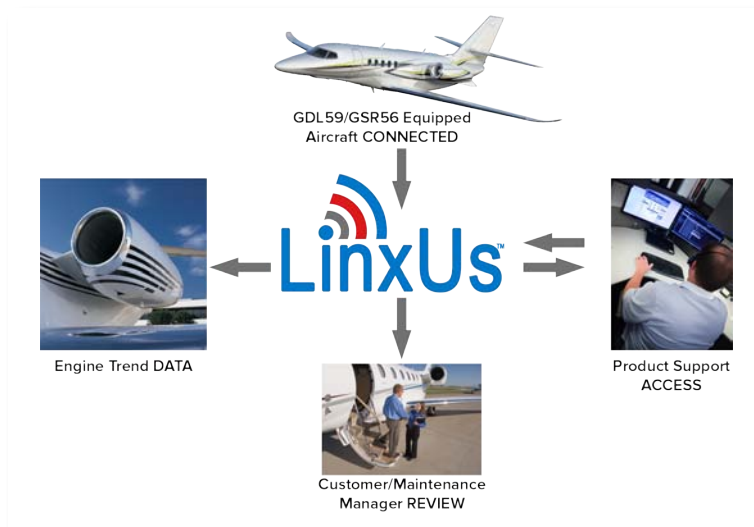 GDL59/GSR56 Equipped
Aircraft CONNECTED
LinxUs™
Engine Trend DATA
Product Support
ACCESS
Customer/Maintenance
Manager REVIEW